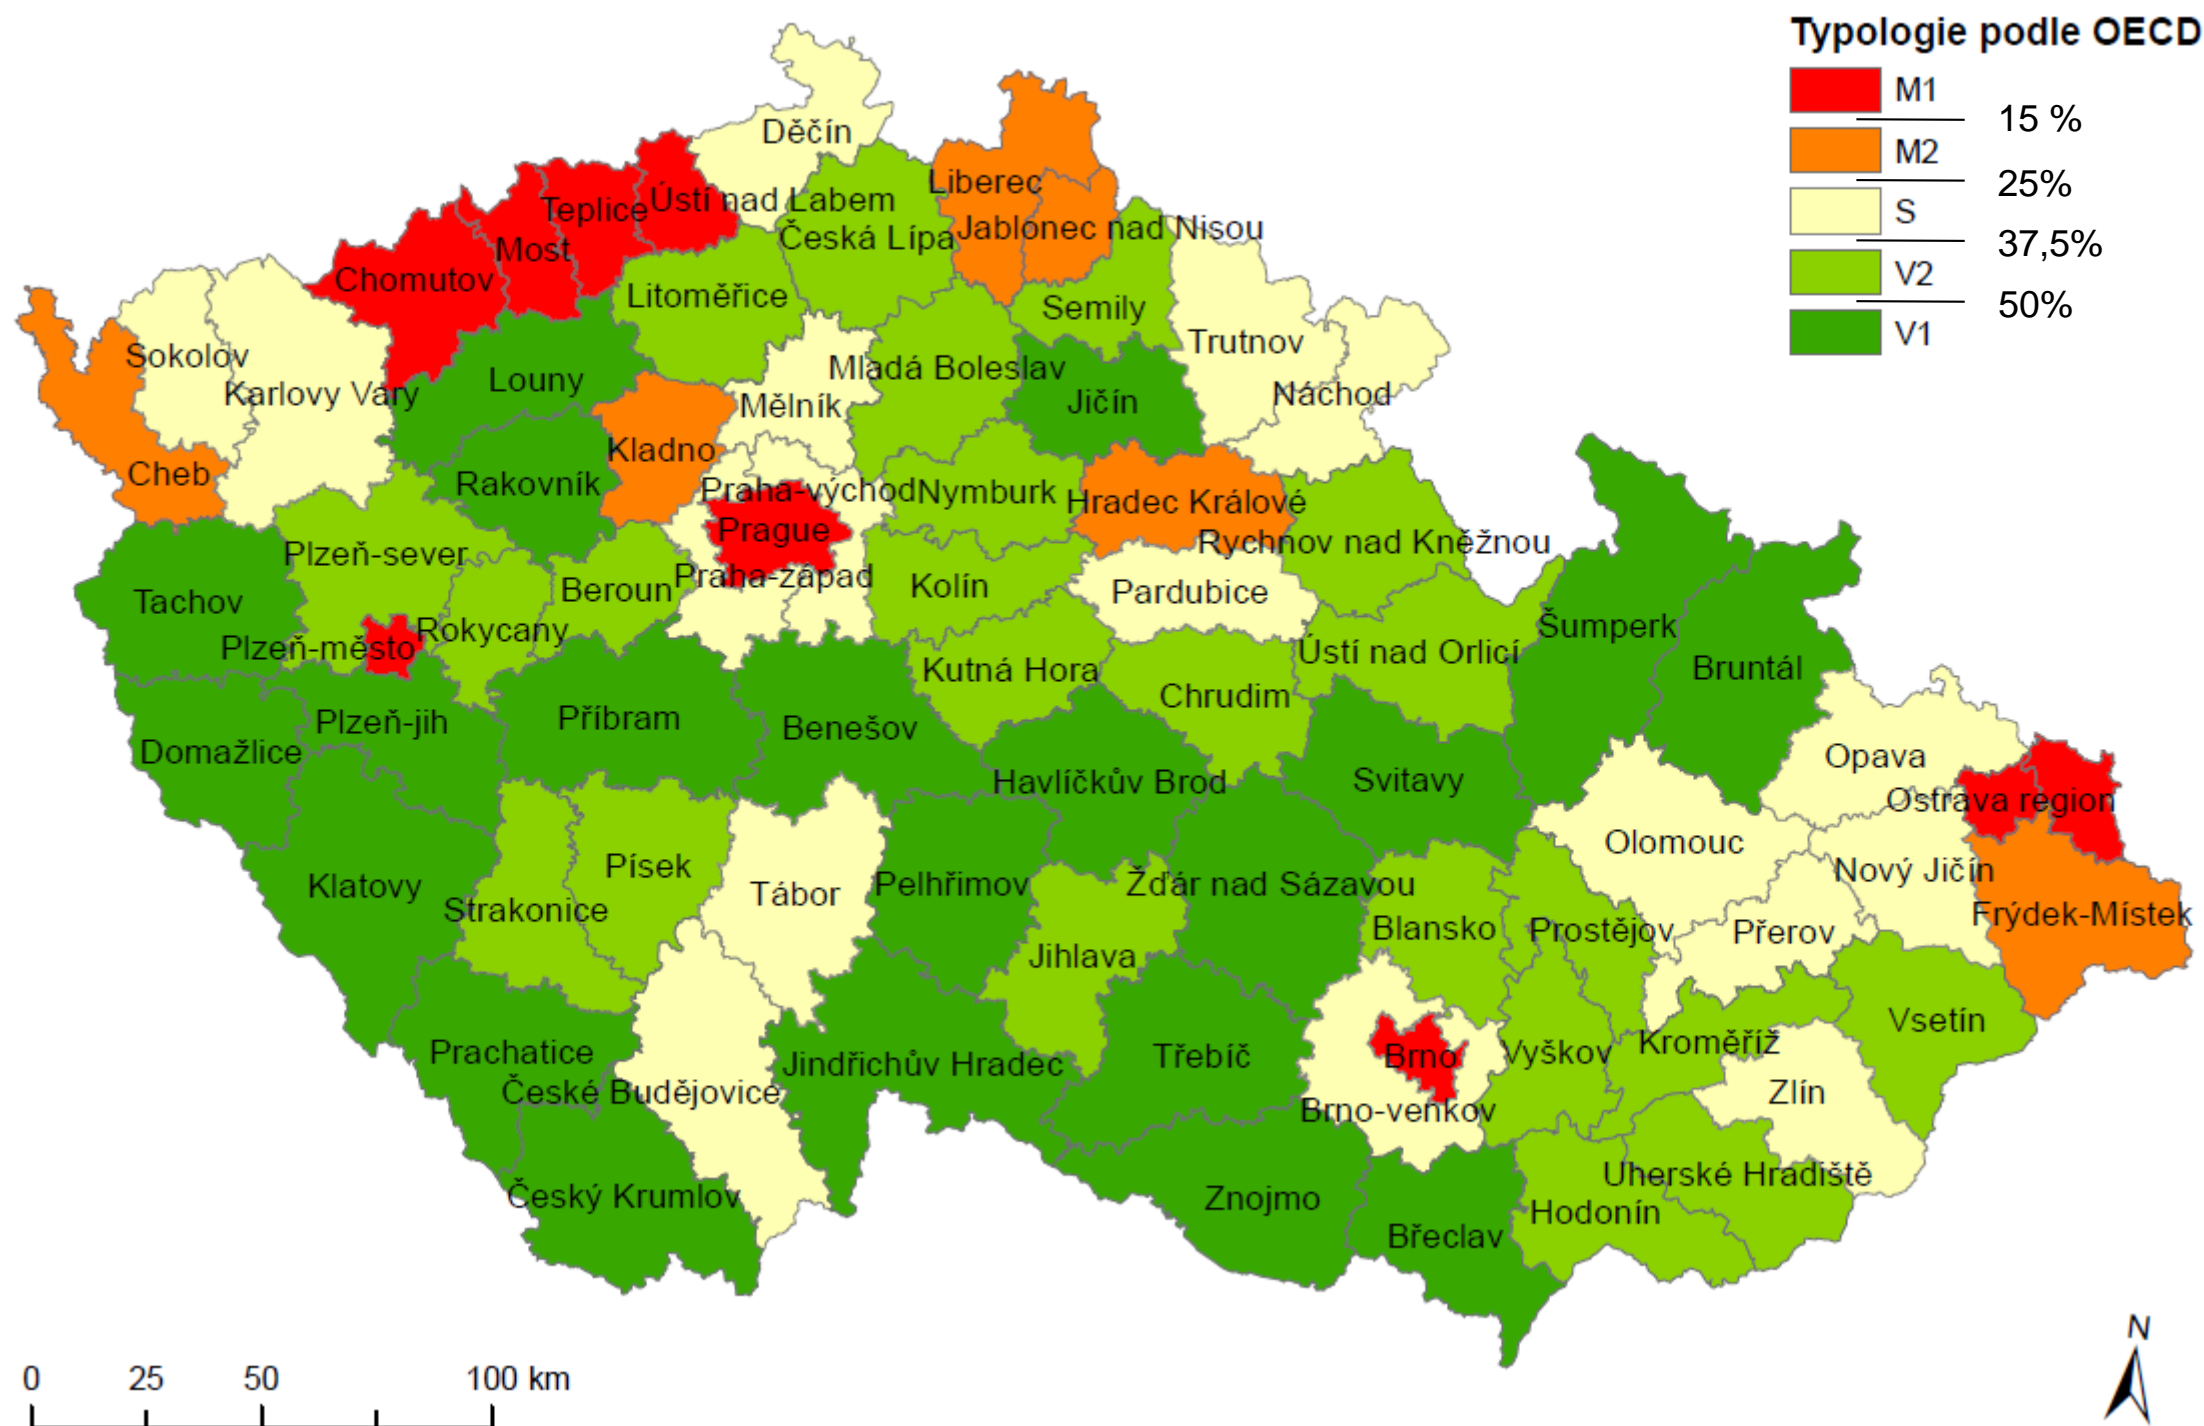 Typologie podle OECD
M1
15 %
M2
25%
S
37,5%
V2
50%
V1
Děčín
Liberec
Teplice
Ústí nad Labem
Česká Lípa
Jablonec nad Nisou
Most
Chomutov
Litoměřice
Semily
Trutnov
Sokolov
Mladá Boleslav
Louny
Karlovy Vary
Mělník
Jičín
Náchod
Kladno
Cheb
Rakovník
Praha-východ
Nymburk
Hradec Králové
Prague
Rychnov nad Kněžnou
Plzeň-sever
Praha-západ
Beroun
Kolín
Pardubice
Tachov
Rokycany
Šumperk
Plzeň-město
Ústí nad Orlicí
Kutná Hora
Bruntál
Chrudim
Příbram
Plzeň-jih
Benešov
Domažlice
Opava
Havlíčkův Brod
Svitavy
Ostrava region
Olomouc
Písek
Nový Jičín
Klatovy
Tábor
Pelhřimov
Žďár nad Sázavou
Strakonice
Frýdek-Místek
Blansko
Prostějov
Přerov
Jihlava
Vsetín
Kroměříž
Prachatice
Vyškov
Třebíč
Brno
Jindřichův Hradec
České Budějovice
Zlín
Brno-venkov
Uherské Hradiště
Český Krumlov
Znojmo
Hodonín
Břeclav
N
0 25 50 100 km